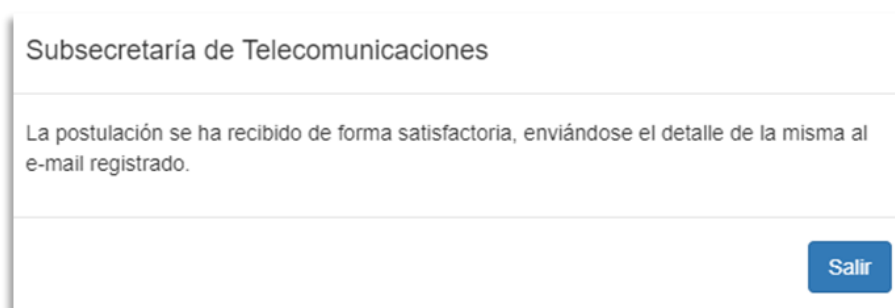 Subsecretaría de Telecomunicaciones
La postulación se ha recibido de forma satisfactoria, enviándose el detalle de la misma al
e-mail registrado.
Salir